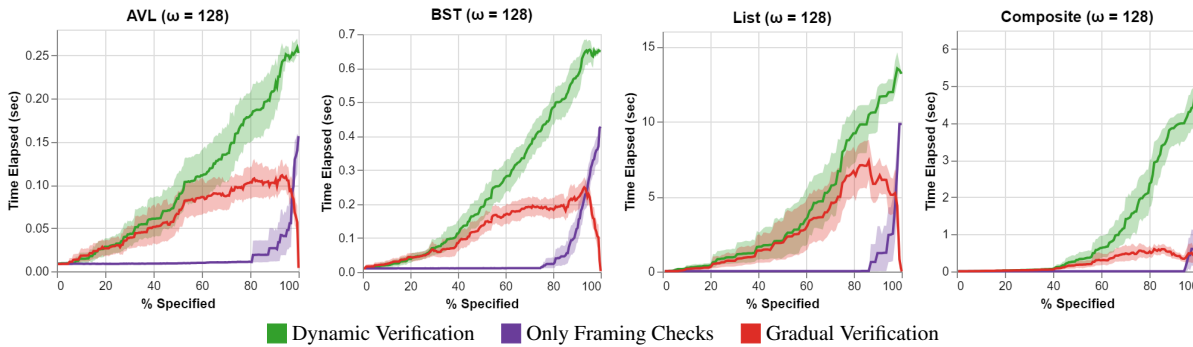 AVL (ω = 128)
Time Elapsed (sec)
0.25
0.20
0.15
0.10
0.05
0.00
0 20 40 60 80 100
% Specified
BST (ω = 128)
Time Elapsed (sec)
0.7
0.6
0.5
0.4
0.3
0.2
0.1
0.0
0 20 40 60 80 100
% Specified
List (ω = 128)
Time Elapsed (sec)
15
10
5
0
0 20 40 60 80 100
% Specified
Composite (ω = 128)
Time Elapsed (sec)
6
5
4
3
2
1
0
0 20 40 60 80 100
% Specified
Dynamic Verification Only Framing Checks Gradual Verification